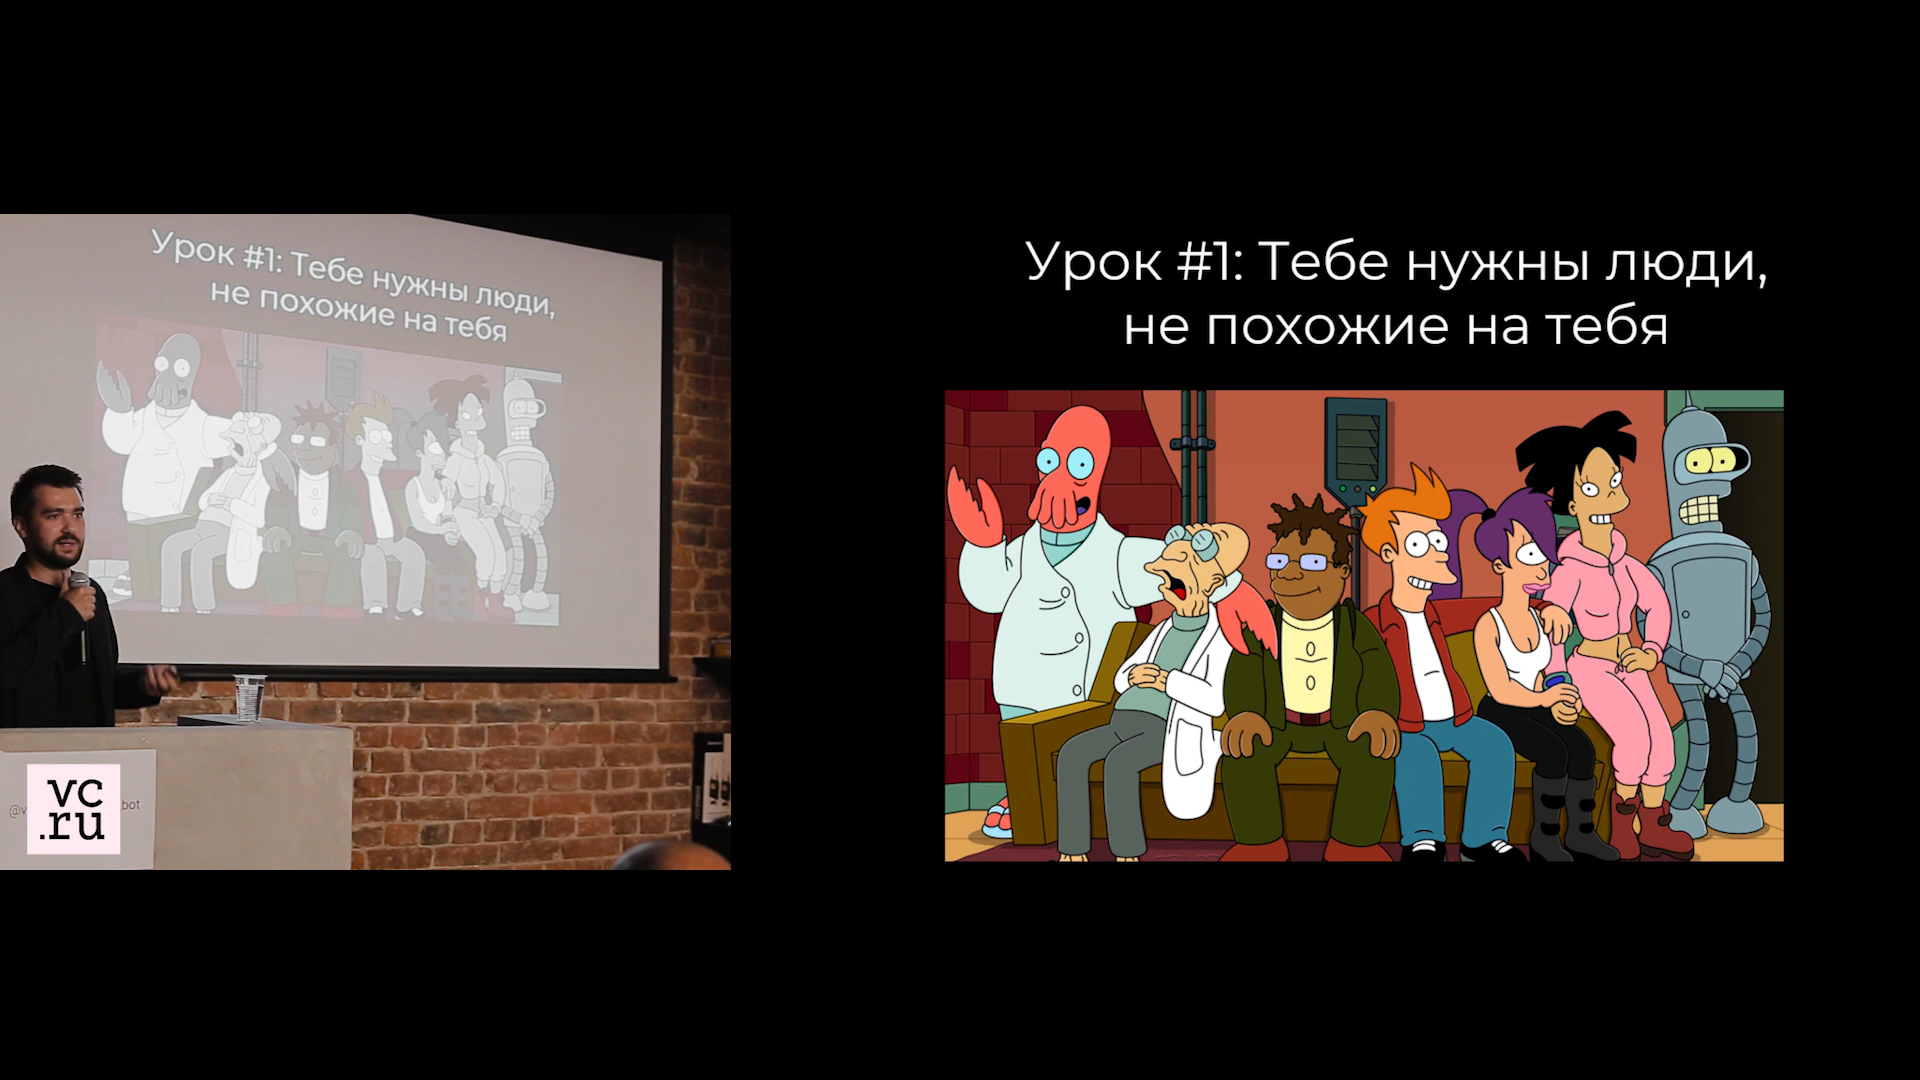 Урок #1: Тебе нужны люди,
не похожие на тебя
vc
.ru
bot
Урок #1: Тебе нужны люди,
не похожие на тебя